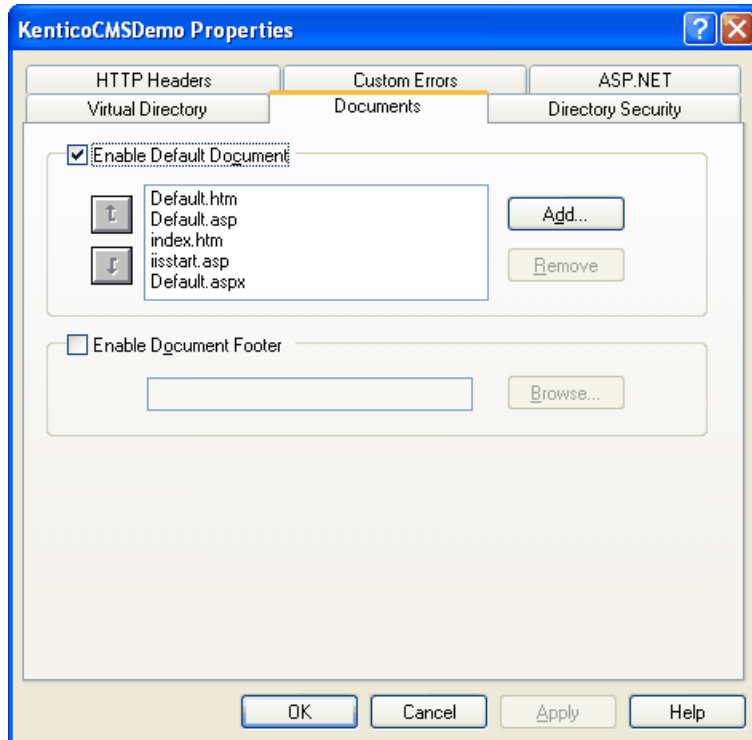 KenticoCMSDemo Properties
HTTP Headers Custom Errors ASP.NET
Virtual Directory Documents Directory Security
Enable Default Document
Default.htm
Default.asp
index.htm
iisstart.asp
Default.aspx
Add...
Remove
Enable Document Footer
Browse...
OK Cancel Apply Help